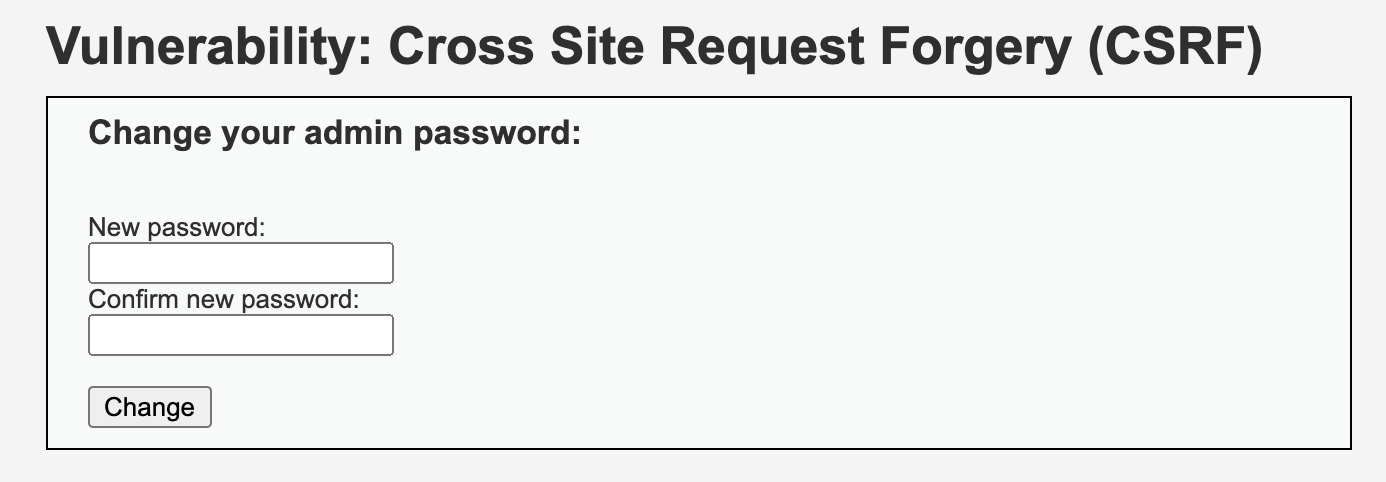 Vulnerability: Cross Site Request Forgery (CSRF)
Change your admin password:
New password:
Confirm new password:
Change